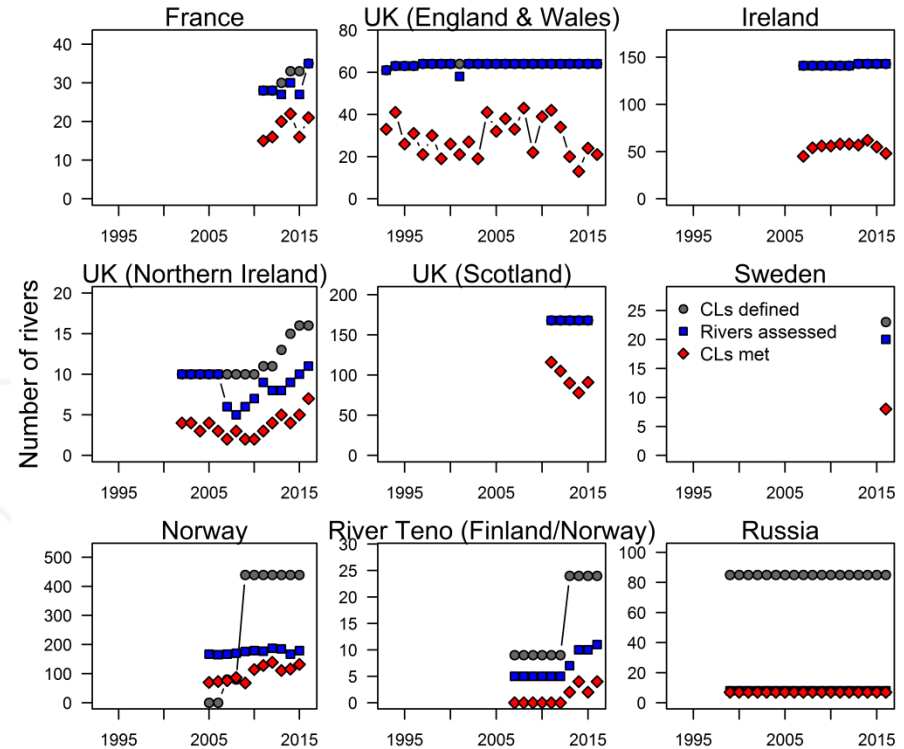 France
UK (England & Wales)
Ireland
40
30
20
10
0
1995 2005 2015
80
60
40
20
0
1995 2005 2015
150
100
50
0
1995 2005 2015
Number of rivers
UK (Northern Ireland)
UK (Scotland)
Sweden
20
15
10
5
0
1995 2005 2015
200
150
100
50
0
1995 2005 2015
25
20
15
10
5
0
CLs defined
Rivers assessed
CLs met
1995 2005 2015
Norway
River Teno (Finland/Norway)
Russia
500
400
300
200
100
0
1995 2005 2015
30
25
20
15
10
5
0
1995 2005 2015
100
80
60
40
20
0
1995 2005 2015